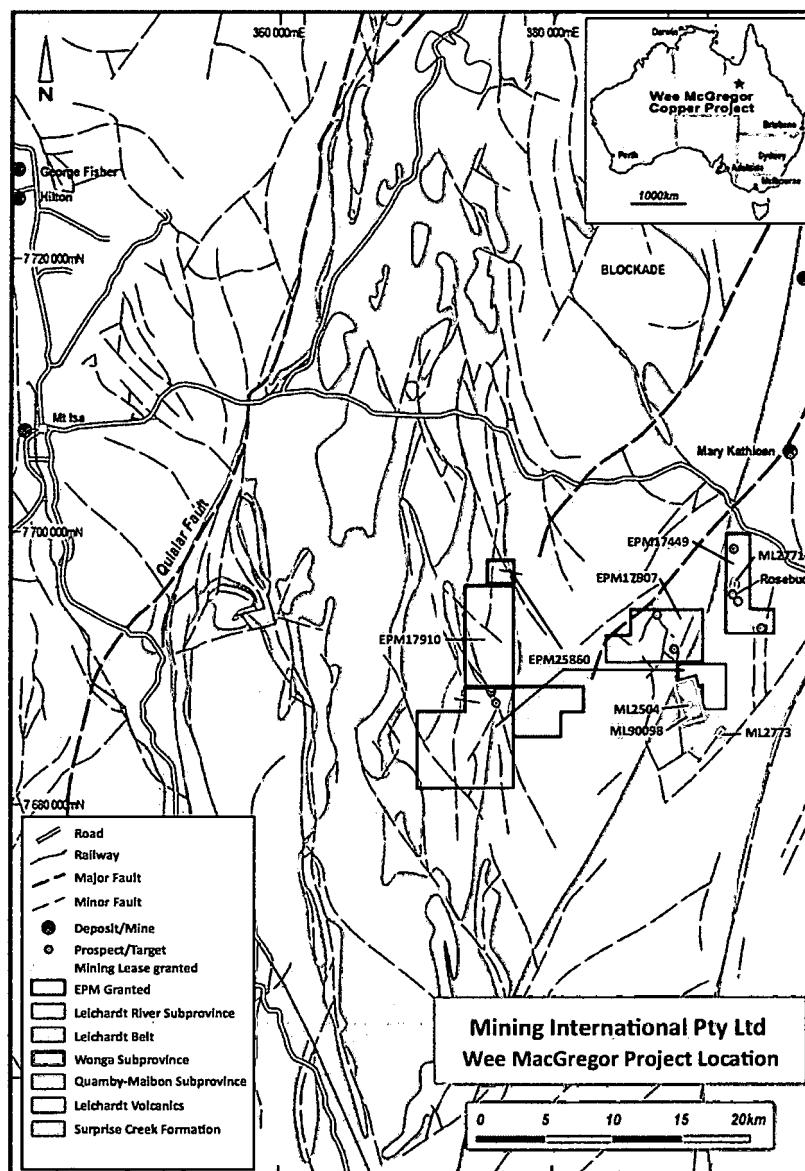 360 000mE
380 000mE
N
Darwin
Wee McGregor
Copper Project
Brisbane
Perth
Sydney
Adelaide
Melbourne
1000km
George Fisher
Hilton
7 720 000mN
BLOCKADE
Mt Isa
Mary Kathleen
Quialar Fault
7 700 000mN
EPM17449
ML2771
EPM17807
Rosebud
EPM17910
EPM25860
ML2504
ML90098
ML2773
7 680 000mN
Road
Railway
Major Fault
Minor Fault
Deposit/Mine
Prospect/Target
Mining Lease granted
EPM Granted
Leichardt River Subprovince
Leichardt Belt
Wonga Subprovince
Quamby-Malbon Subprovince
Leichardt Volcanics
Surprise Creek Formation
Mining International Pty Ltd
Wee MacGregor Project Location
0 5 10 15 20km